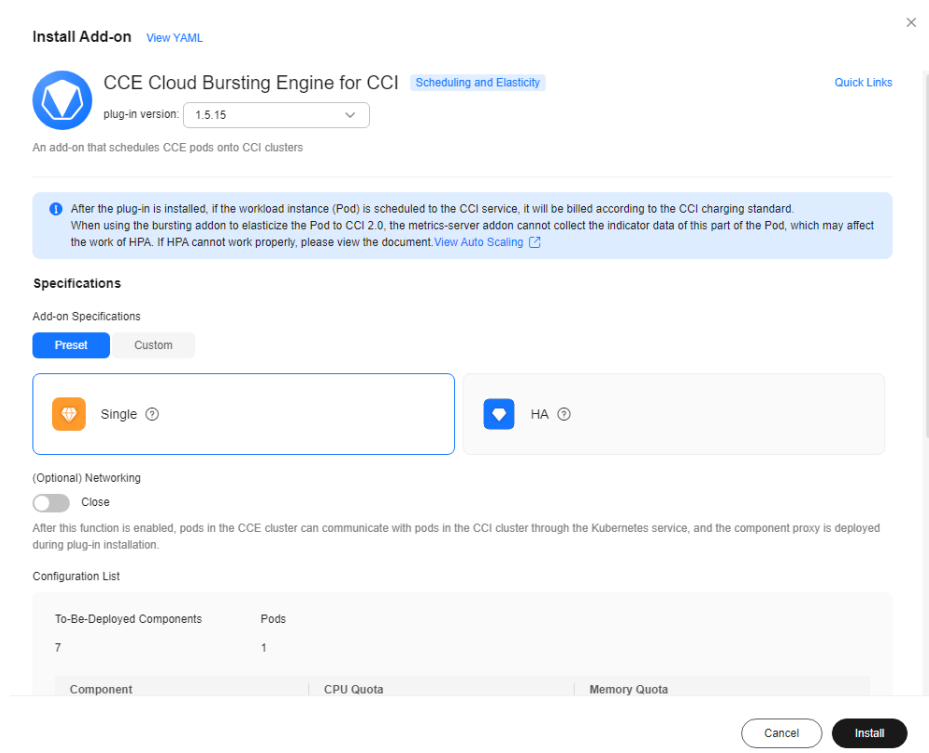 Install Add-on View YAML
CCE Cloud Bursting Engine for CCI Scheduling and Elasticity Quick Links
plug-in version: 1.5.15
An add-on that schedules CCE pods onto CCI clusters
After the plug-in is installed, if the workload instance (Pod) is scheduled to the CCI service, it will be billed according to the CCI charging standard.
When using the bursting addon to elasticize the Pod to CCI 2.0, the metrics-server addon cannot collect the indicator data of this part of the Pod, which may affect
the work of HPA. If HPA cannot work properly, please view the document.View Auto Scaling
Specifications
Add-on Specifications
Preset Custom
Single HA
(Optional) Networking
Close
After this function is enabled, pods in the CCE cluster can communicate with pods in the CCI cluster through the Kubernetes service, and the component proxy is deployed
during plug-in installation.
Configuration List
To-Be-Deployed Components Pods
7 1
Component CPU Quota Memory Quota
Cancel Install